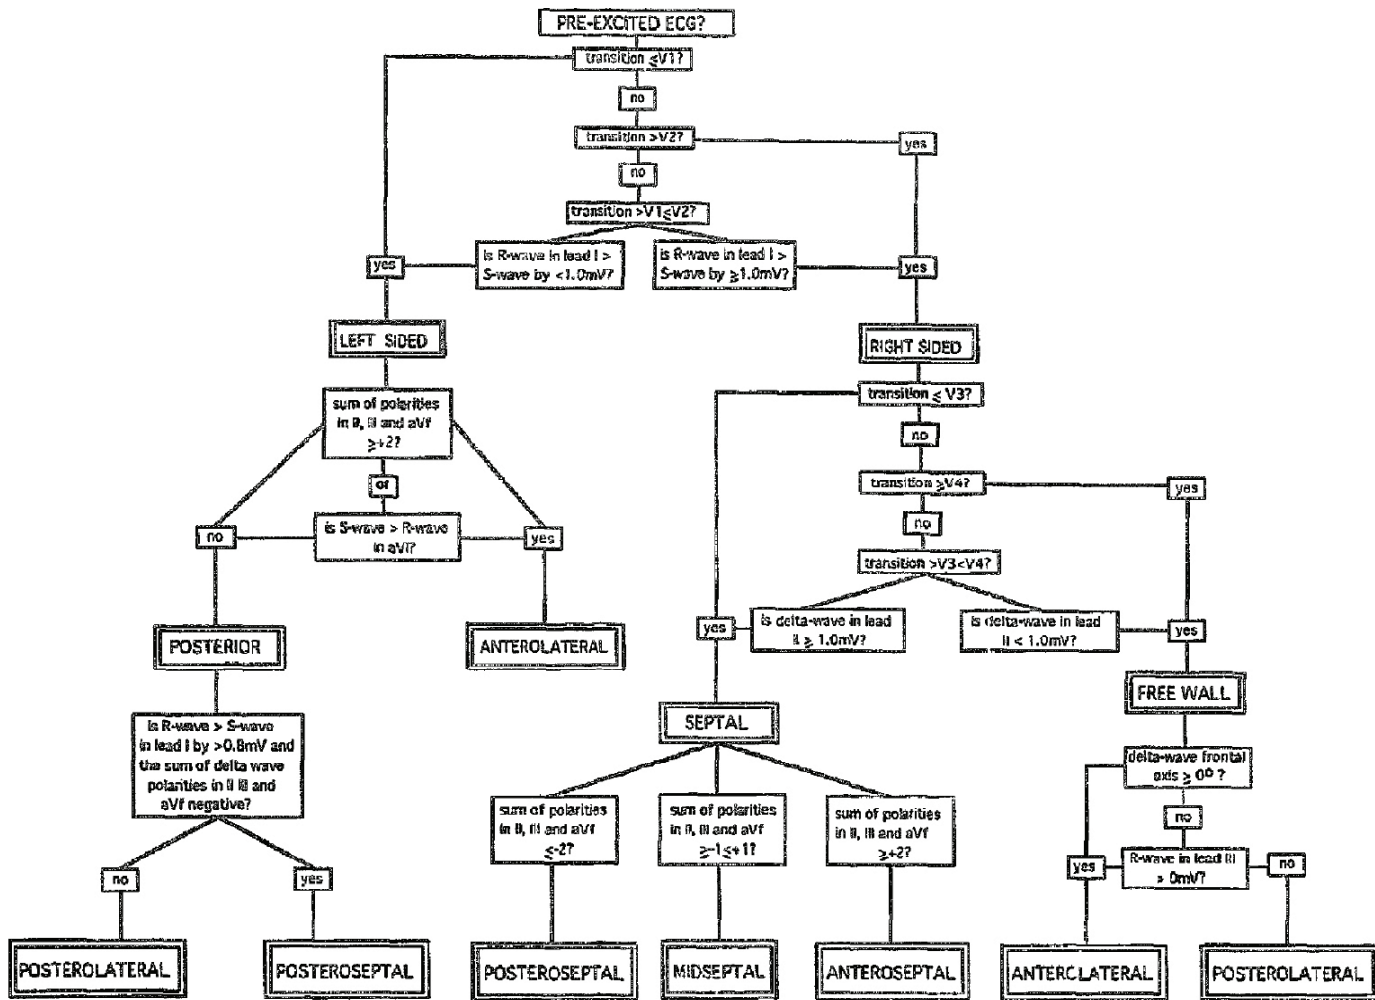 PRE-EXCITED ECG?
transition ⩽V1?
no
transition >V2?
yes
no
transition >V1⩽V2?
is R-wave in lead I >
S-wave by <1.0mV?
is R-wave in lead I >
S-wave by ⩾1.0mV?
yes
yes
LEFT SIDED
RIGHT SIDED
transition ⩽ V3?
sum of polarities
in II, III and aVf
⩾+2?
no
or
transition ⩾V4?
yes
is S-wave > R-wave
in aVl?
no
yes
no
transition >V3<V4?
is delta-wave in lead
II ⩾ 1.0mV?
is delta-wave in lead
II < 1.0mV?
yes
yes
POSTERIOR
ANTEROLATERAL
FREE WALL
SEPTAL
is R-wave > S-wave
in lead I by >0.8mV and
the sum of delta wave
polarities in II III and
aVf negative?
delta-wave frontal
axis ⩾ 0º ?
sum of polarities
in II, III and aVf
⩽-2?
sum of polarities
in II, III and aVf
⩾-1⩽+1?
sum of polarities
in II, III and aVf
⩾+2?
no
R-wave in lead III
> 0mV?
yes
no
no
yes
POSTEROLATERAL
POSTEROSEPTAL
POSTEROSEPTAL
MIDSEPTAL
ANTEROSEPTAL
ANTEROLATERAL
POSTEROLATERAL